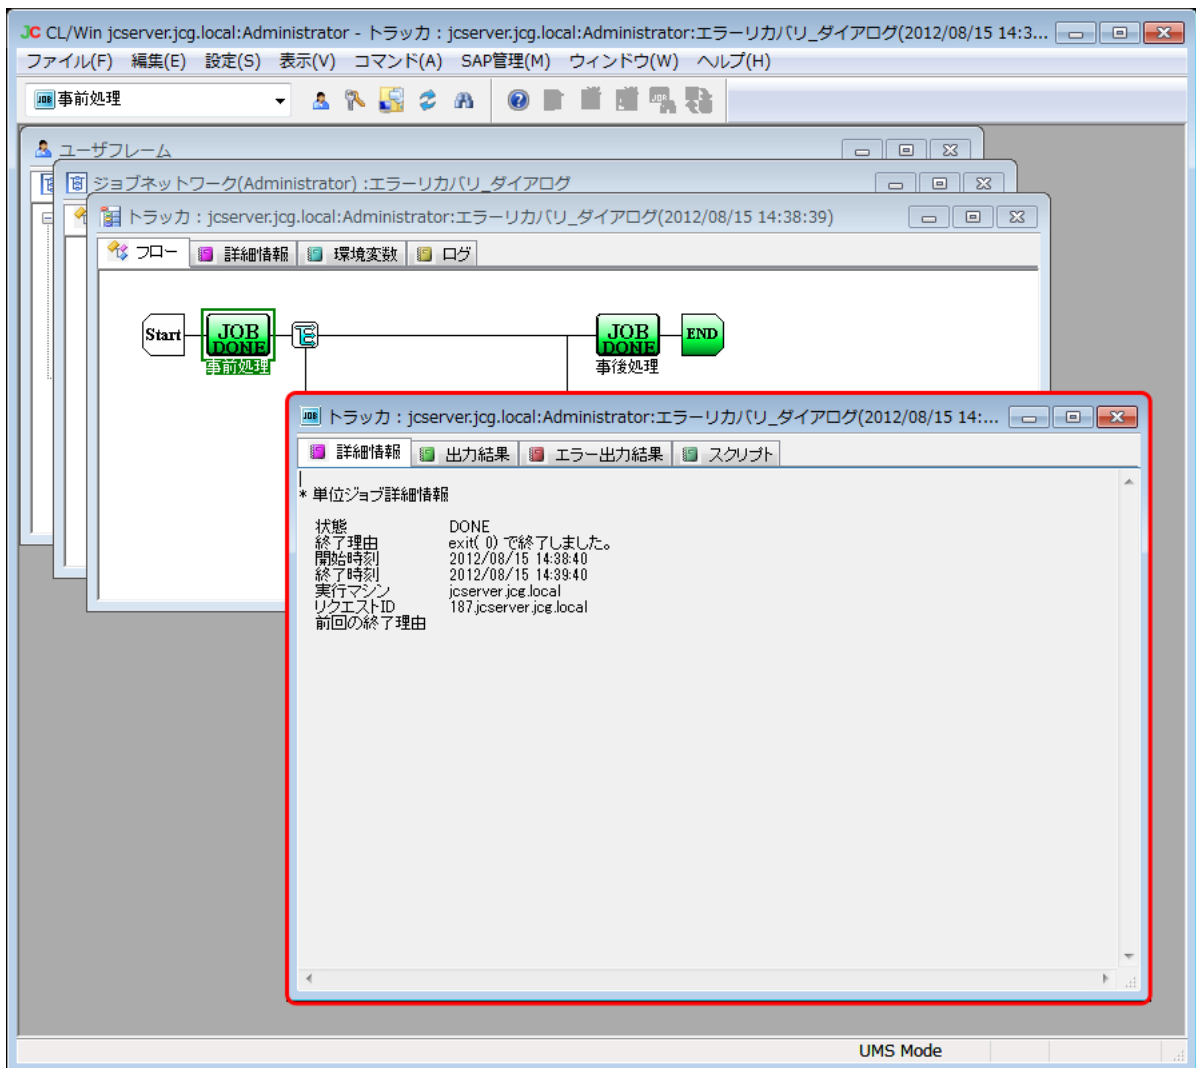 JC CL/Win jcserver.jcg.local:Administrator - トラッカ : jcserver.jcg.local:Administrator:エラーリカバリ_ダイアログ(2012/08/15 14:3...
ファイル(F) 編集(E) 設定(S) 表示(V) コマンド(A) SAP管理(M) ウィンドウ(W) ヘルプ(H)
JOB 事前処理
ユーザフレーム
ジョブネットワーク(Administrator) :エラーリカバリ_ダイアログ
トラッカ : jcserver.jcg.local:Administrator:エラーリカバリ_ダイアログ(2012/08/15 14:38:39)
フロー 詳細情報 環境変数 ログ
Start JOB DONE JOB DONE END
事前処理 事後処理
JOB トラッカ : jcserver.jcg.local:Administrator:エラーリカバリ_ダイアログ(2012/08/15 14:...
詳細情報 出力結果 エラー出力結果 スクリプト
* 単位ジョブ詳細情報
状態 DONE
終了理由 exit( 0) で終了しました。
開始時刻 2012/08/15 14:38:40
終了時刻 2012/08/15 14:39:40
実行マシン jcserver.jcg.local
リクエストID 187.jcserver.jcg.local
前回の終了理由
UMS Mode